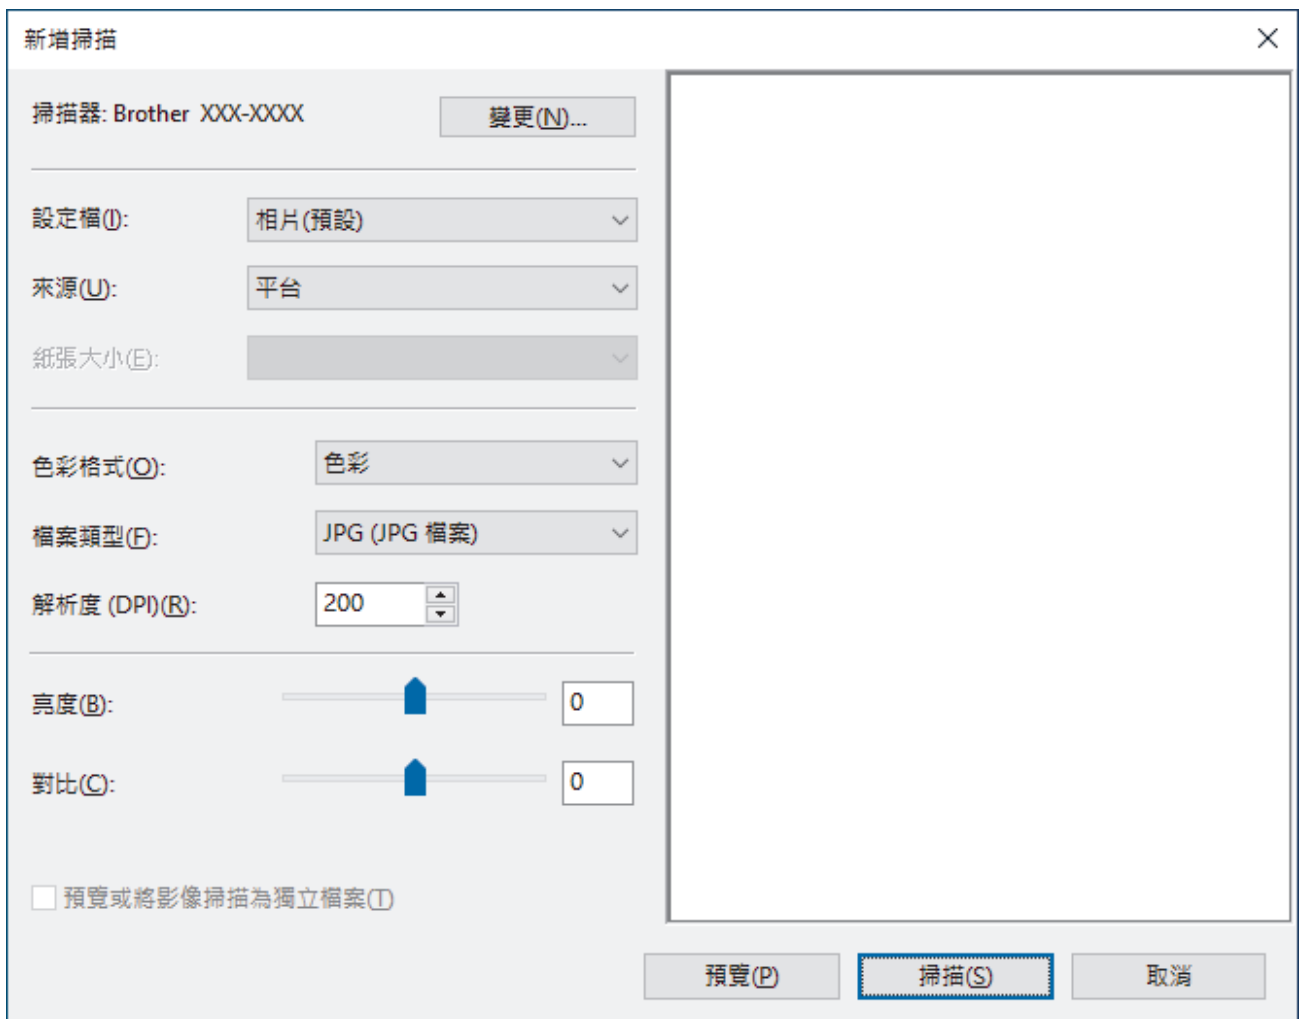 新增掃描
掃描器: Brother XXX-XXXX
變更(N)...
設定檔(I):
相片(預設)
來源(U):
平台
紙張大小(E):
色彩格式(O):
色彩
檔案類型(F):
JPG (JPG 檔案)
解析度 (DPI)(R):
200
亮度(B):
0
對比(C):
0
預覽或將影像掃描為獨立檔案(T)
預覽(P)
掃描(S)
取消